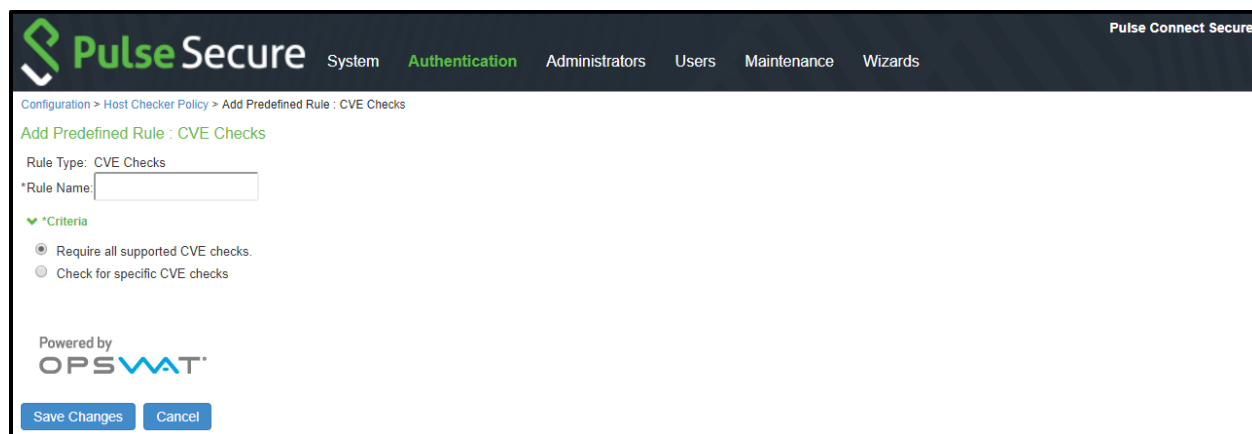 Pulse Connect Secure
Pulse Secure System Authentication Administrators Users Maintenance Wizards
Configuration > Host Checker Policy > Add Predefined Rule : CVE Checks
Add Predefined Rule : CVE Checks
Rule Type: CVE Checks
*Rule Name:
*Criteria
Require all supported CVE checks.
Check for specific CVE checks
Powered by
OPSWAT
Save Changes Cancel